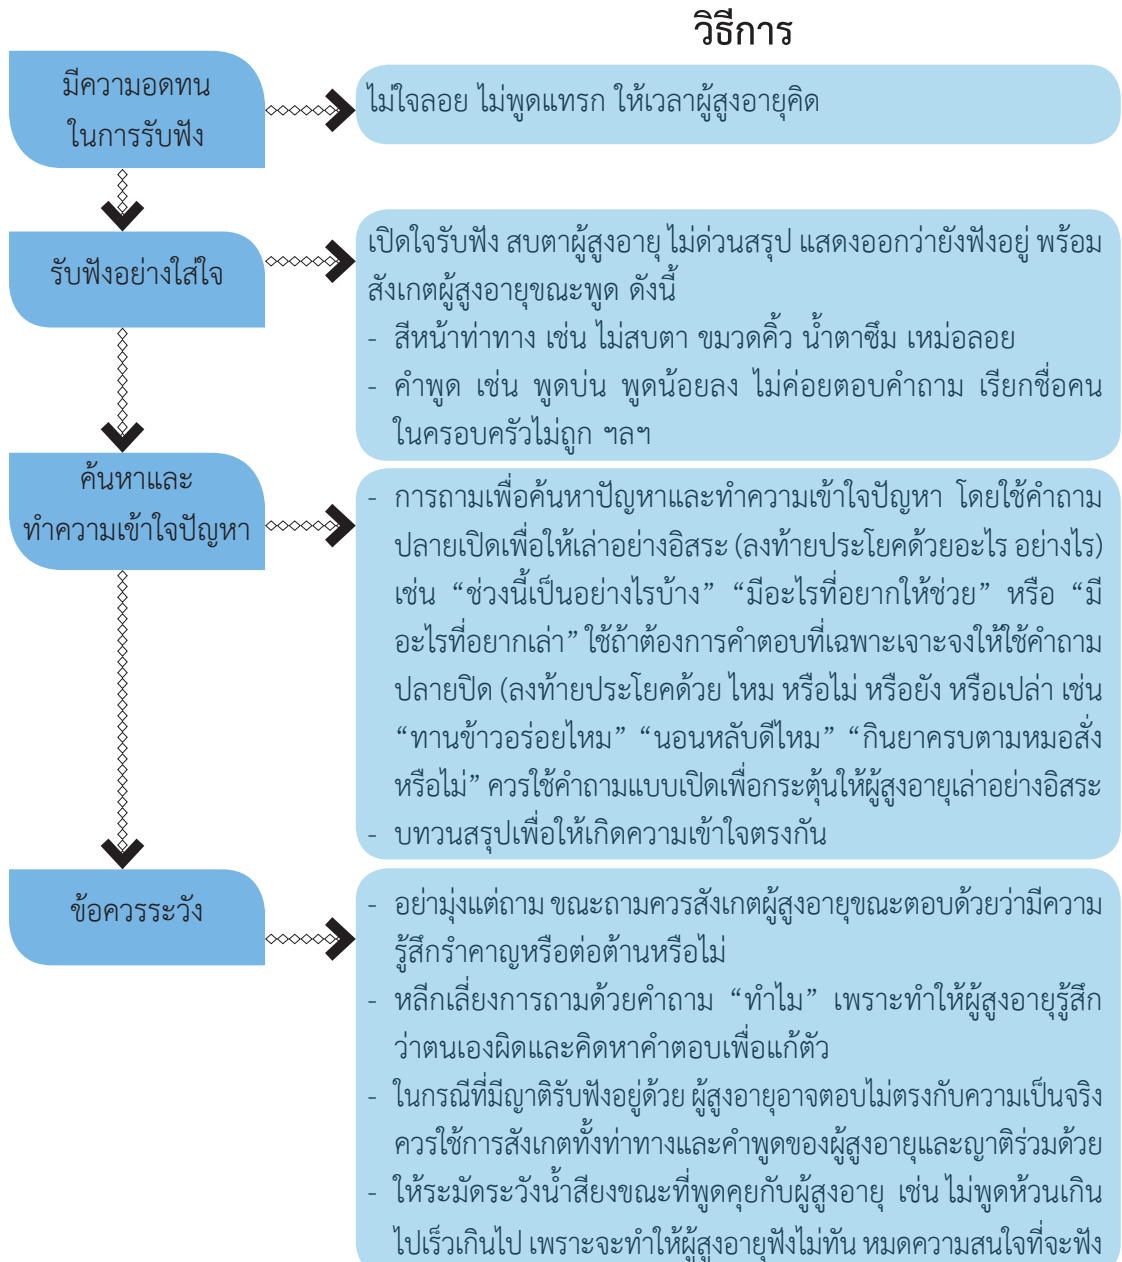 วิธีการ
มีความอดทน
ในการรับฟัง
ไม่ใจลอย ไม่พูดแทรก ให้เวลาผู้สูงอายุคิด
รับฟังอย่างใส่ใจ
เปิดใจรับฟัง สบตาผู้สูงอายุ ไม่ด่วนสรุป แสดงออกว่ายังฟังอยู่ พร้อม
สังเกตผู้สูงอายุขณะพูด ดังนี้
- สีหน้าท่าทาง เช่น ไม่สบตา ขมวดคิ้ว น้ำตาซึม เหม่อลอย
- คำพูด เช่น พูดบ่น พูดน้อยลง ไม่ค่อยตอบคำถาม เรียกชื่อคน
ในครอบครัวไม่ถูก ฯลฯ
ค้นหาและ
ทำความเข้าใจปัญหา
- การถามเพื่อค้นหาปัญหาและทำความเข้าใจปัญหา โดยใช้คำถาม
ปลายเปิดเพื่อให้เล่าอย่างอิสระ (ลงท้ายประโยคด้วยอะไร อย่างไร)
เช่น “ช่วงนี้เป็นอย่างไรบ้าง” “มีอะไรที่อยากให้ช่วย” หรือ “มี
อะไรที่อยากเล่า” ใช้ถ้าต้องการคำตอบที่เฉพาะเจาะจงให้ใช้คำถาม
ปลายปิด (ลงท้ายประโยคด้วย ไหม หรือไม่ หรือยัง หรือเปล่า เช่น
“ทานข้าวอร่อยไหม” “นอนหลับดีไหม” “กินยาครบตามหมอสั่ง
หรือไม่” ควรใช้คำถามแบบเปิดเพื่อกระตุ้นให้ผู้สูงอายุเล่าอย่างอิสระ
- บทวนสรุปเพื่อให้เกิดความเข้าใจตรงกัน
ข้อควรระวัง
- อย่ามุ่งแต่ถาม ขณะถามควรสังเกตผู้สูงอายุขณะตอบด้วยว่ามีความ
รู้สึกรำคาญหรือต่อต้านหรือไม่
- หลีกเลี่ยงการถามด้วยคำถาม “ทำไม” เพราะทำให้ผู้สูงอายุรู้สึก
ว่าตนเองผิดและคิดหาคำตอบเพื่อแก้ตัว
- ในกรณีที่มีญาติรับฟังอยู่ด้วย ผู้สูงอายุอาจตอบไม่ตรงกับความเป็นจริง
ควรใช้การสังเกตทั้งท่าทางและคำพูดของผู้สูงอายุและญาติร่วมด้วย
- ให้ระมัดระวังน้ำสียงขณะที่พูดคุยกับผู้สูงอายุ เช่น ไม่พูดห้วนเกิน
ไปเร็วเกินไป เพราะจะทำให้ผู้สูงอายุฟังไม่ทัน หมดความสนใจที่จะฟัง